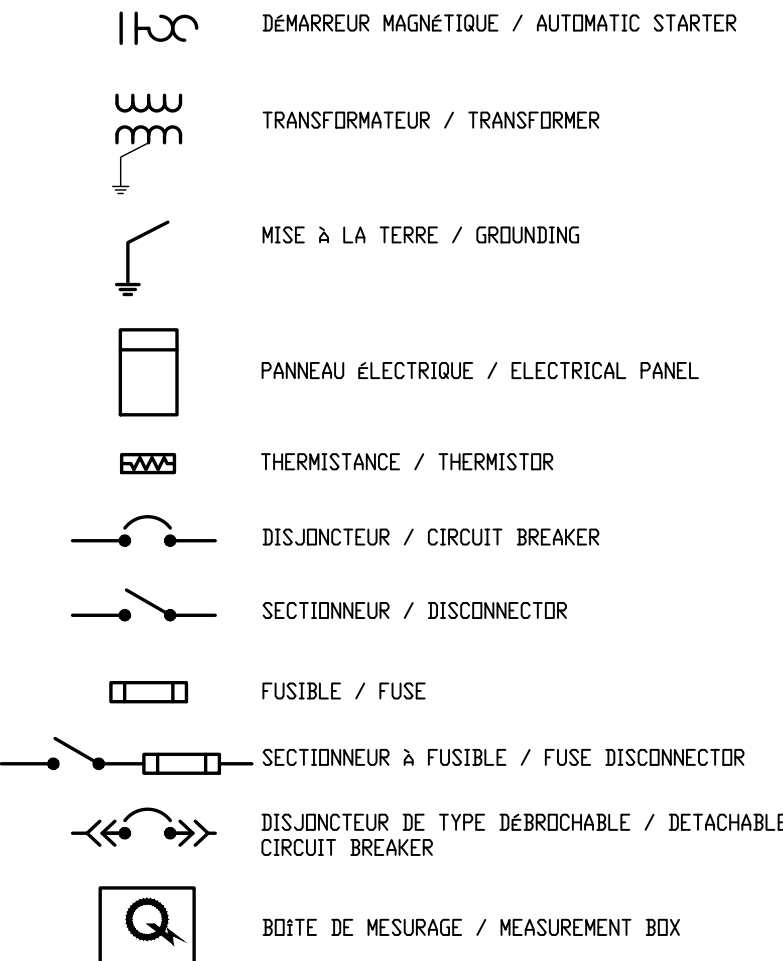 DÉMARREUR MAGNÉTIQUE / AUTOMATIC STARTER
TRANSFORMATEUR / TRANSFORMER
MISE À LA TERRE / GROUNDING
PANNEAU ÉLECTRIQUE / ELECTRICAL PANEL
THERMISTANCE / THERMISTOR
DISJONCTEUR / CIRCUIT BREAKER
SECTIONNEUR / DISCONNECTOR
FUSIBLE / FUSE
SECTIONNEUR À FUSIBLE / FUSE DISCONNECTOR
DISJONCTEUR DE TYPE DÉBROCHABLE / DETACHABLE
CIRCUIT BREAKER
BOÎTE DE MESURAGE / MEASUREMENT BOX